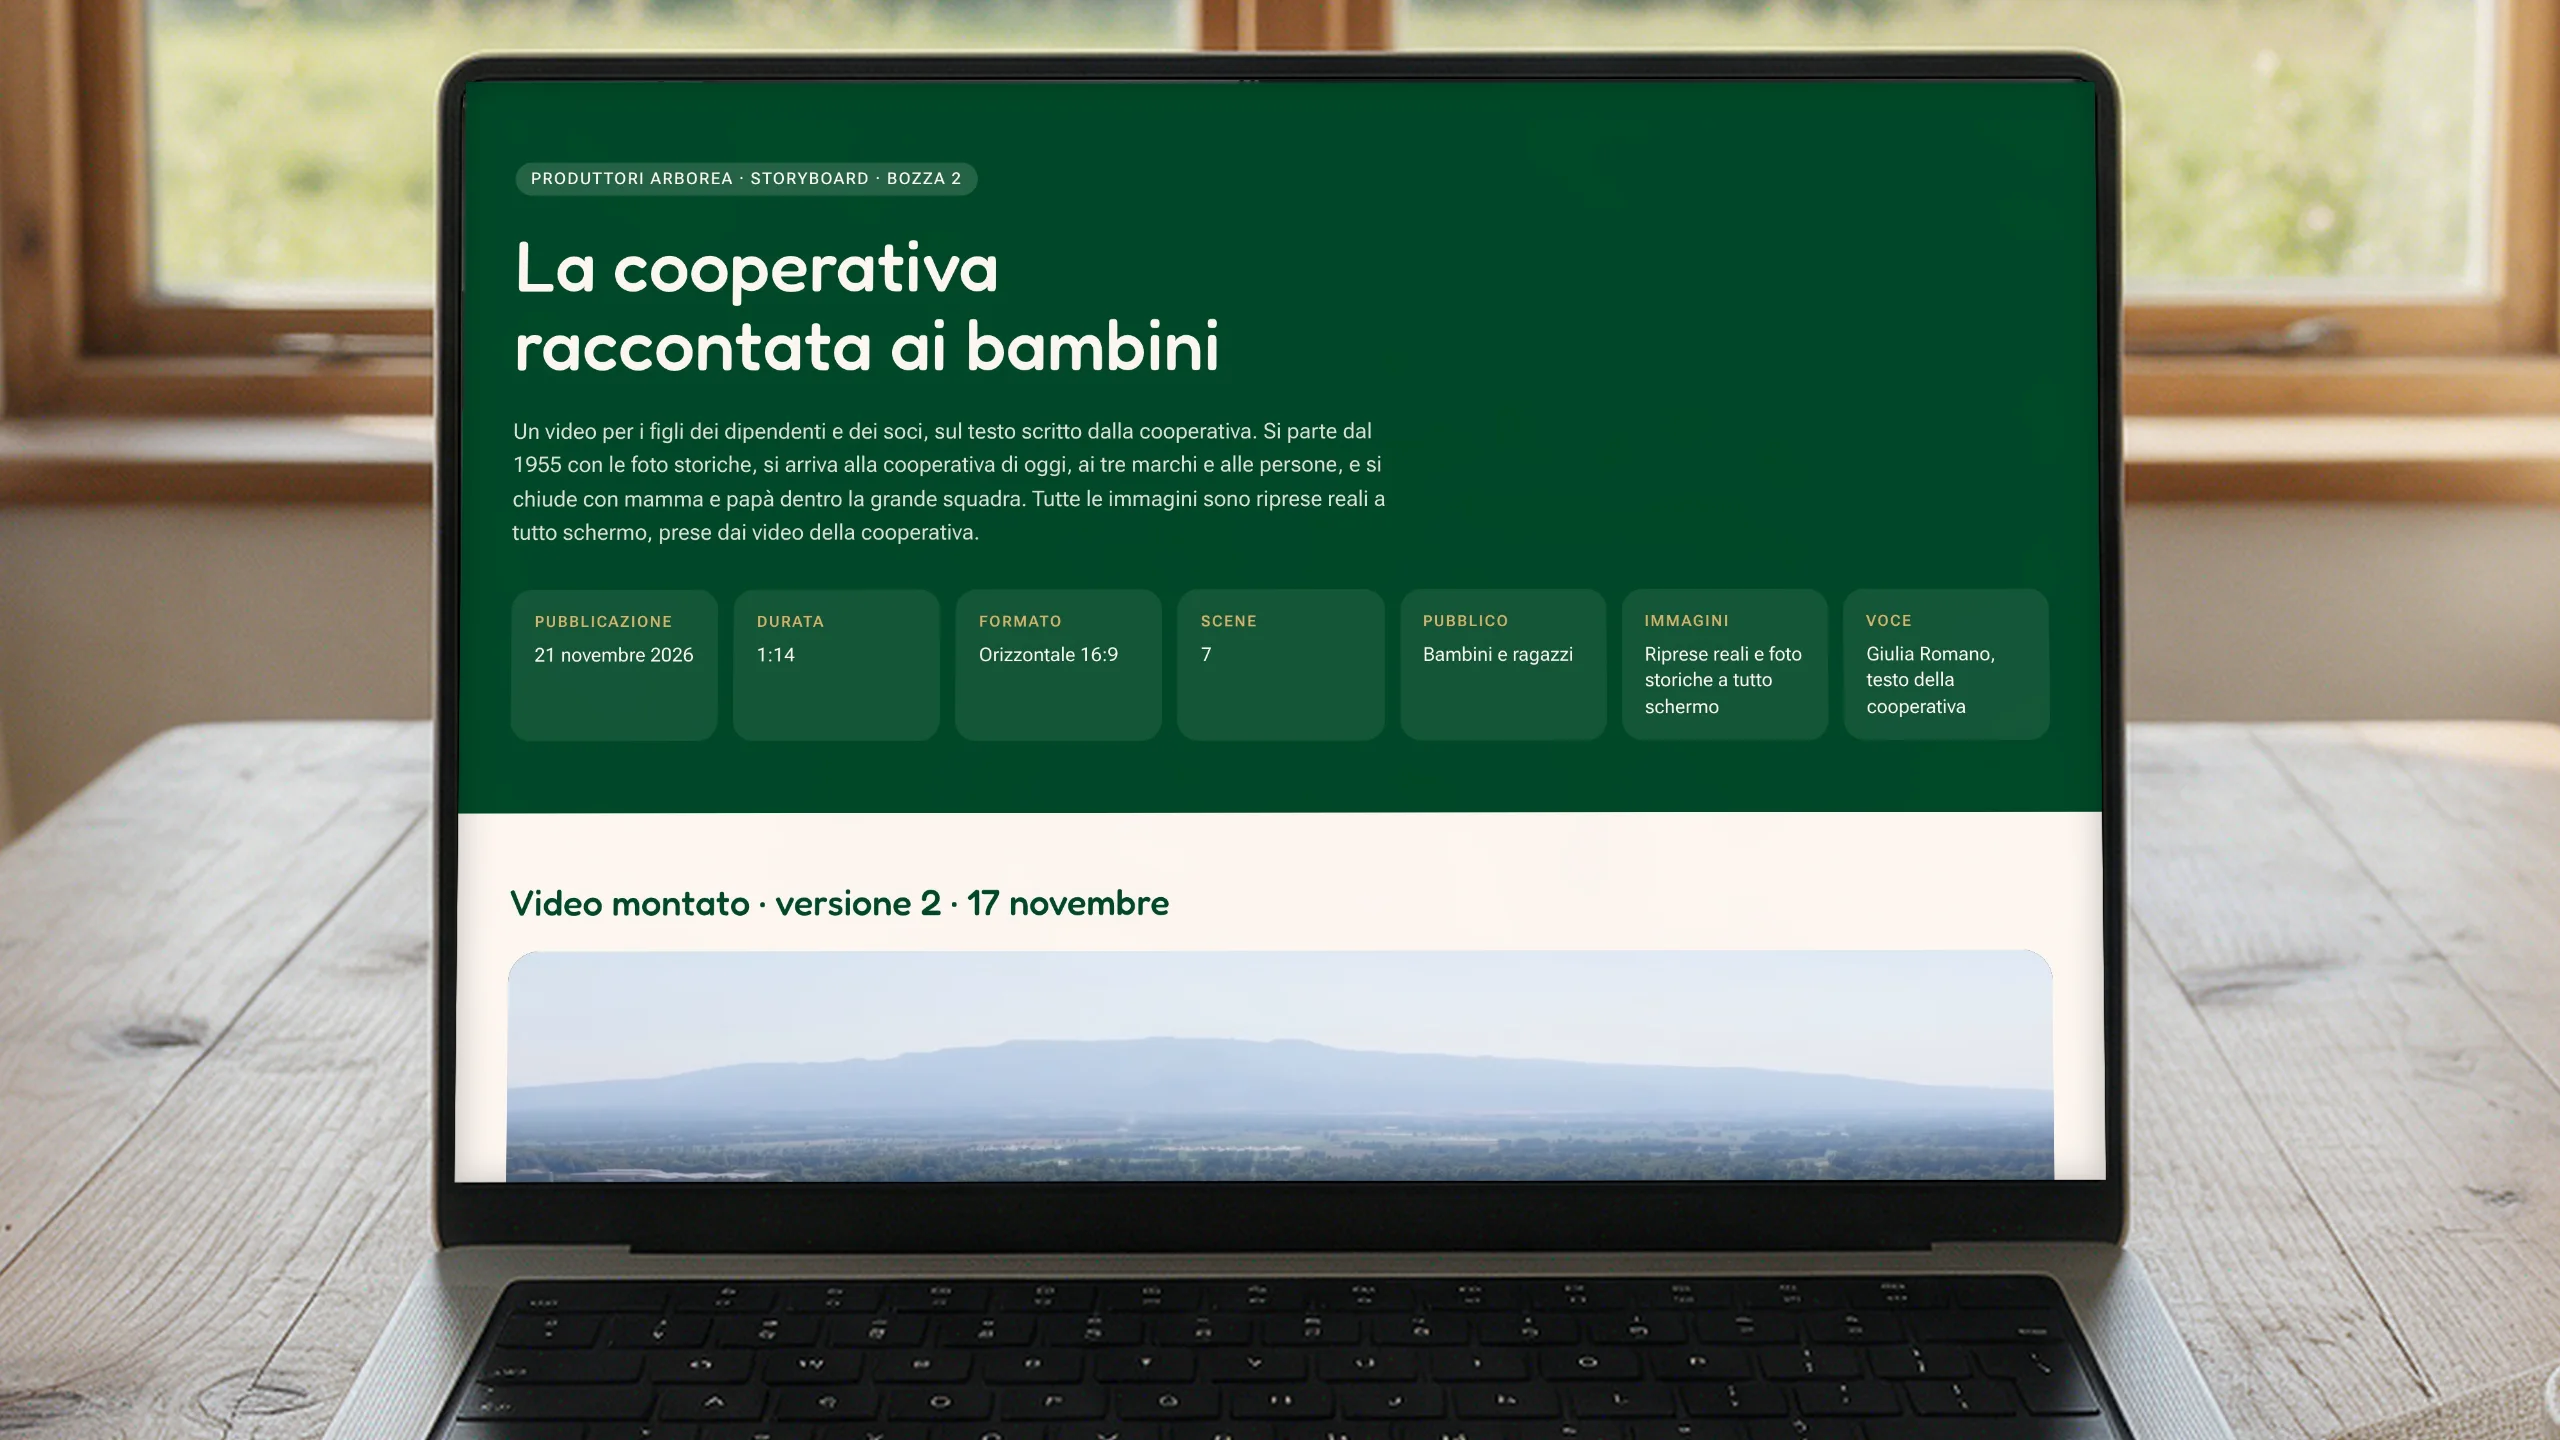 PRODUTTORI ARBOREA · STORYBOARD · BOZZA 2
La cooperativa
raccontata ai bambini
Un video per i figli dei dipendenti e dei soci, sul testo scritto dalla cooperativa. Si parte dal
1955 con le foto storiche, si arriva alla cooperativa di oggi, ai tre marchi e alle persone, e si
chiude con mamma e papà dentro la grande squadra. Tutte le immagini sono riprese reali a
tutto schermo, prese dai video della cooperativa.
PUBBLICAZIONE
21 novembre 2026
DURATA
1:14
FORMATO
Orizzontale 16:9
SCENE
7
PUBBLICO
Bambini e ragazzi
IMMAGINI
Riprese reali e foto
storiche a tutto
schermo
VOCE
Giulia Romano,
testo della
cooperativa
Video montato · versione 2 · 17 novembre